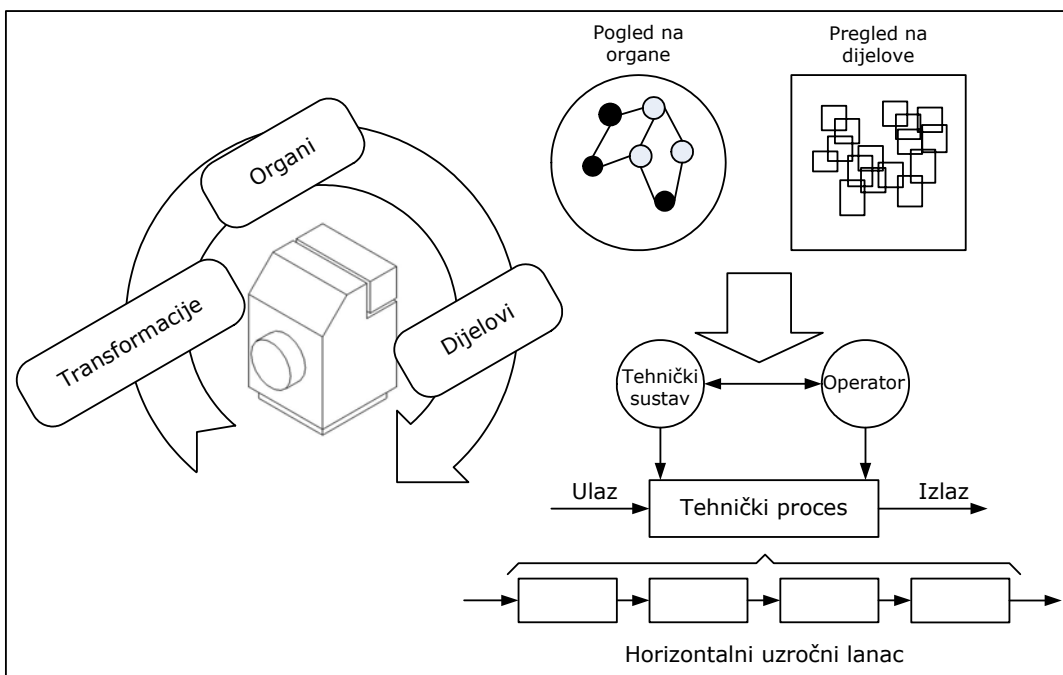 Organi
Transformacije
Dijelovi
Pogled na
organe
Pregled na
dijelove
Tehnički
sustav
Operator
Ulaz
Tehnički proces
Izlaz
Horizontalni uzročni lanac